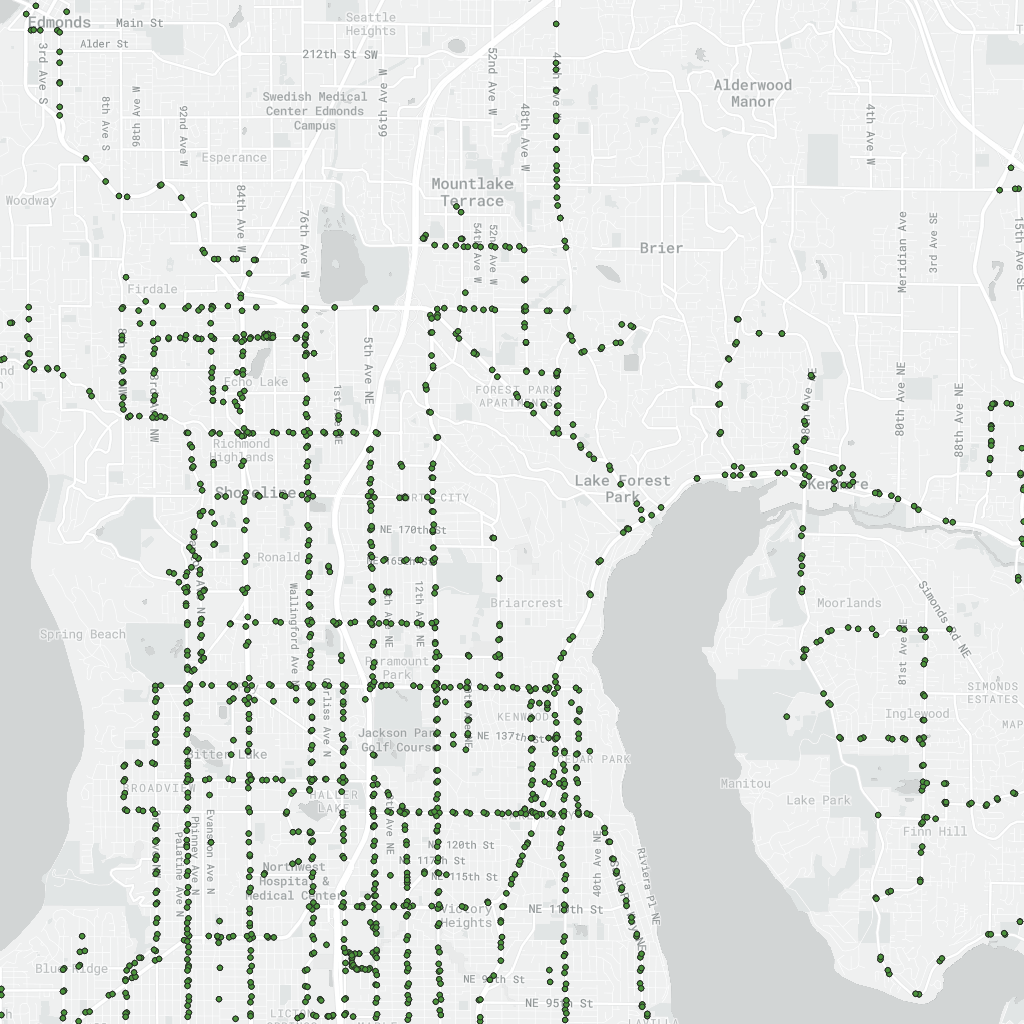 Edmonds
Main St
Alder St
Seattle
Heights
212th St SW
3rd Ave S
8th Ave S
92nd Ave W
52nd Ave W
48th Ave W
Alderwood
Manor
4th Ave W
Swedish Medical
Center Edmonds
Campus
Esperance
Woodway
84th Ave W
76th Ave W
Mountlake
Terrace
54th Ave W
52nd Ave W
Brier
Meridian Ave
3rd Ave SE
15th Ave SE
Firdale
5th Ave NE
Echo Lake
FOREST PARK
APARTMENTS
80th Ave NE
88th Ave NE
Richmond
Highlands
Shoreline
Lake Forest
Park
Kenmore
NE 170th St
Ronald
NE 165th St
12th Ave NE
Wallingford Ave N
Briarcrest
Moorlands
Simonds Rd NE
Spring Beach
81st Ave NE
Paramount
Park
SIMONDS
ESTATES
Corliss Ave N
KENWOOD
Inglewood
Jackson Park
Golf Course
NE 137th St
Bitter Lake
CEDAR PARK
BROADVIEW
HALLER
LAKE
Manitou
Lake Park
Finn Hill
Evanston Ave N
Phinney Ave N
Palatine Ave N
NE 120th St
NE 117th St
NE 115th St
40th Ave NE
Riviera Pl NE
Northwest
Hospital &
Medical Center
Victory
Heights
NE 110th St
Blue Ridge
NE 98th St
NE 95th St